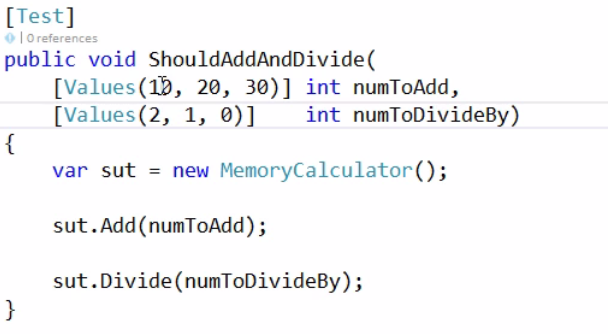 [Test]
| 0 references
public void ShouldAddAndDivide(
    [Values(10, 20, 30)] int numToAdd,
    [Values(2, 1, 0)]    int numToDivideBy)
{
    var sut = new MemoryCalculator();
    sut.Add(numToAdd);
    sut.Divide(numToDivideBy);
}